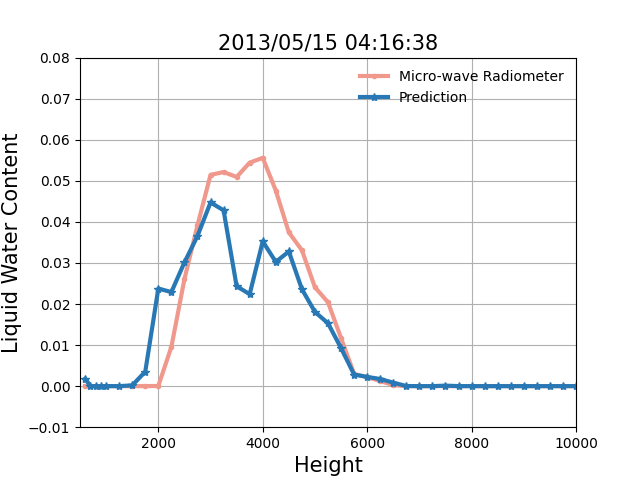 2013/05/15 04:16:38
Micro-wave Radiometer
Prediction
Liquid Water Content
0.08
0.07
0.06
0.05
0.04
0.03
0.02
0.01
0.00
−0.01
2000 4000 6000 8000 10000
Height